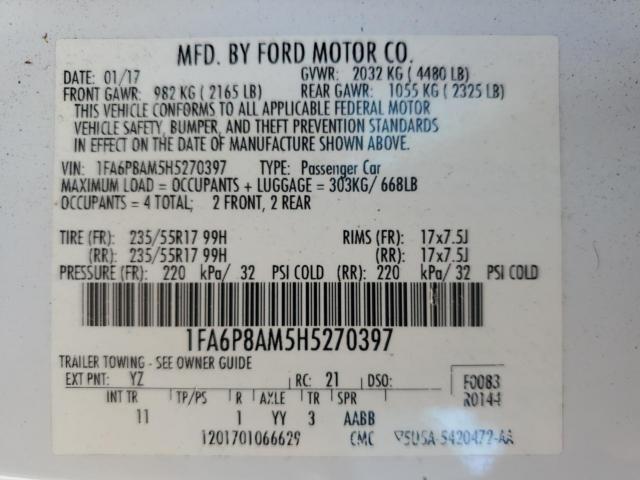 MFD. BY FORD MOTOR CO.
DATE: 01/17 GVWR: 2032 KG ( 4480 LB)
FRONT GAWR: 982 KG ( 2165 LB) REAR GAWR: 1055 KG ( 2325 LB)
THIS VEHICLE CONFORMS TO ALL APPLICABLE FEDERAL MOTOR
VEHICLE SAFETY, BUMPER, AND THEFT PREVENTION STANDARDS
IN EFFECT ON THE DATE OF MANUFACTURE SHOWN ABOVE.
VIN: 1FA6P8AM5H5270397 TYPE: Passenger Car
MAXIMUM LOAD = OCCUPANTS + LUGGAGE = 303KG/ 668LB
OCCUPANTS = 4 TOTAL; 2 FRONT, 2 REAR
TIRE (FR): 235/55R17 99H RIMS (FR): 17x7.5J
(RR): 235/55R17 99H (RR): 17x7.5J
PRESSURE (FR): 220 kPa/ 32 PSI COLD (RR): 220 kPa/ 32 PSI COLD
1FA6P8AM5H5270397
TRAILER TOWING - SEE OWNER GUIDE
EXT PNT: YZ RC: 21 DSO: F0083
R0144
INT TR TP/PS R AXLE TR SPR
11 1 YY 3 AABB
1201701066629 CMC 5U5A-5420472-AA